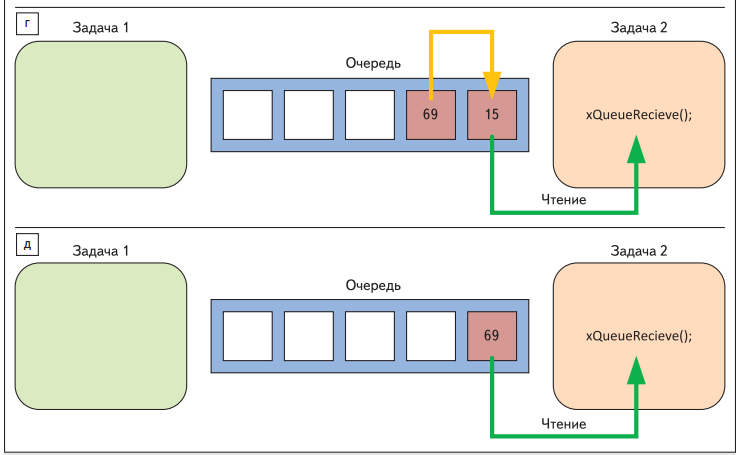 г
Задача 1
Задача 2
Очередь
69 15
xQueueRecieve();
Чтение
д
Задача 1
Задача 2
Очередь
69
xQueueRecieve();
Чтение